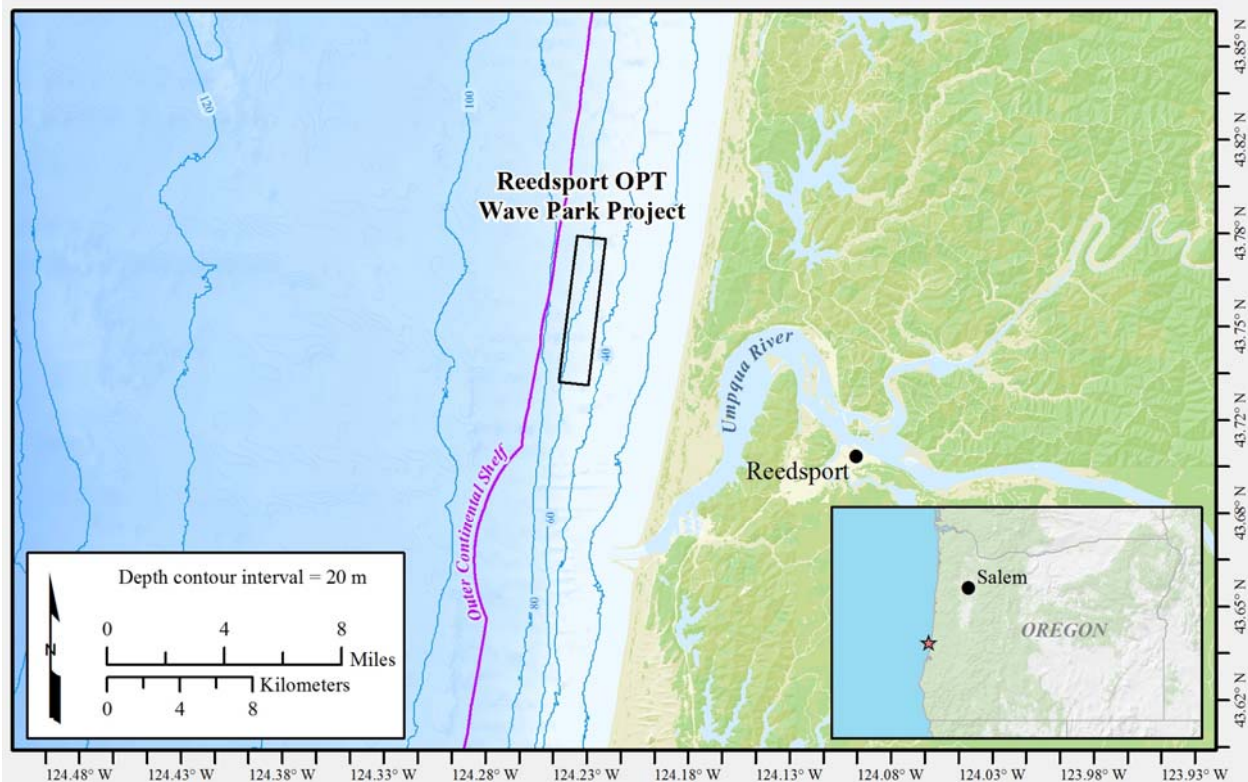 120
100
Reedsport OPT
Wave Park Project
40
Umpqua River
Reedsport
Outer Continental Shelf
60
80
Depth contour interval = 20 m
0 4 8
Miles
Kilometers
0 4 8
N
Salem
OREGON
43.85° N
43.82° N
43.78° N
43.75° N
43.72° N
43.68° N
43.65° N
43.62° N
124.48° W 124.43° W 124.38° W 124.33° W 124.28° W 124.23° W 124.18° W 124.13° W 124.08° W 124.03° W 123.98° W 123.93° W